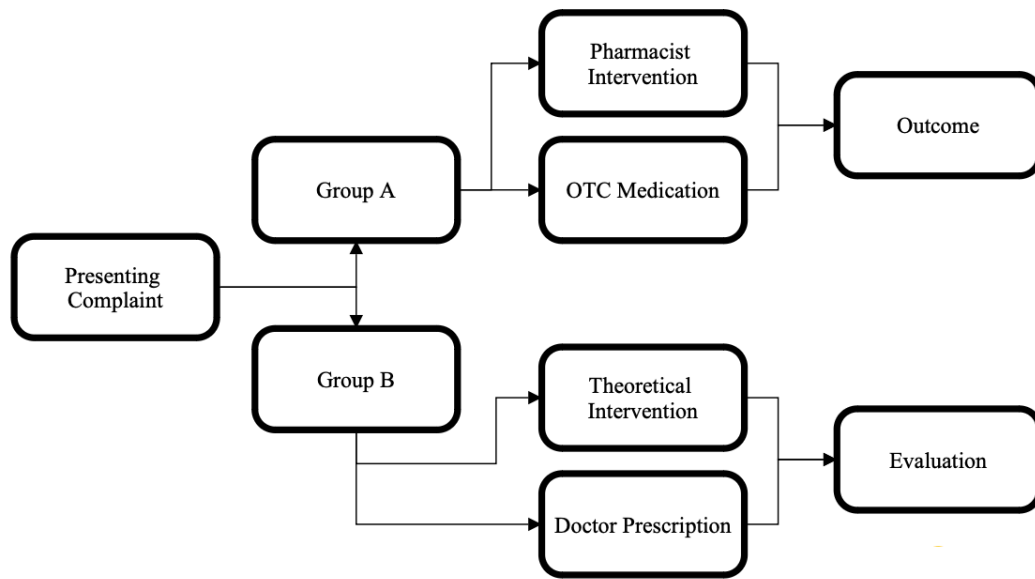 Pharmacist
Intervention
Outcome
Group A
OTC Medication
Presenting
Complaint
Group B
Theoretical
Intervention
Evaluation
Doctor Prescription